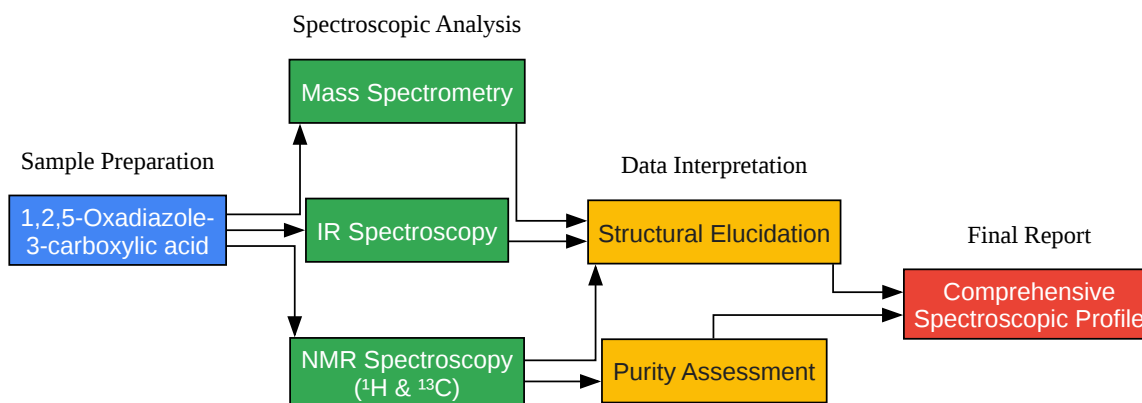 Spectroscopic Analysis
Mass Spectrometry
Sample Preparation
Data Interpretation
1,2,5-Oxadiazole-
3-carboxylic acid
IR Spectroscopy
Structural Elucidation
Final Report
Comprehensive
Spectroscopic Profile
NMR Spectroscopy
(¹H & ¹³C)
Purity Assessment